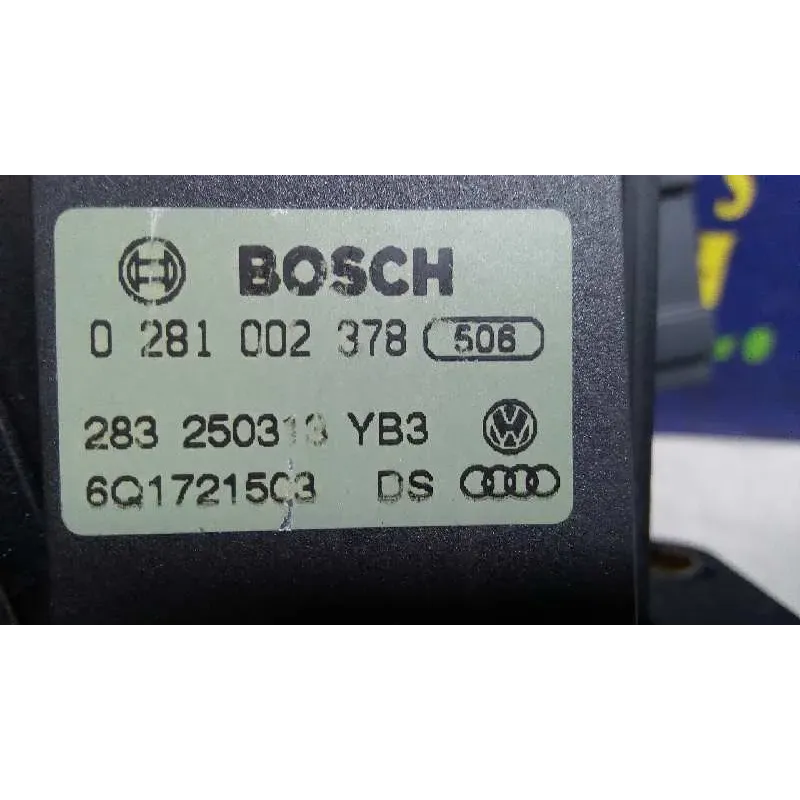 BOSCH
0 281 002 378 506
283 250313 YB3
6Q1721503 DS